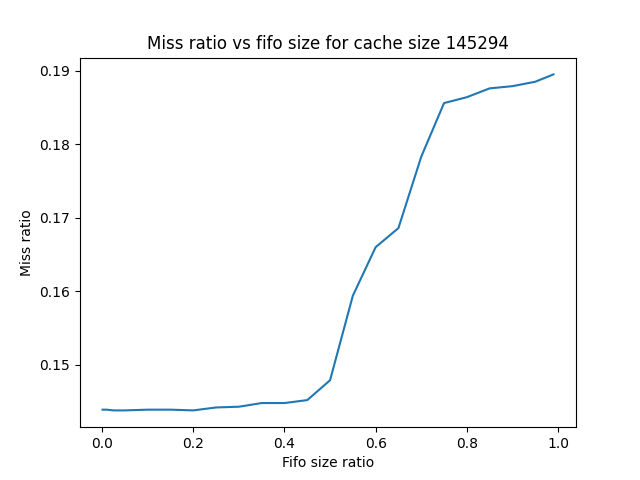 Miss ratio vs fifo size for cache size 145294
0.19
0.18
0.17
0.16
0.15
Miss ratio
0.0 0.2 0.4 0.6 0.8 1.0
Fifo size ratio